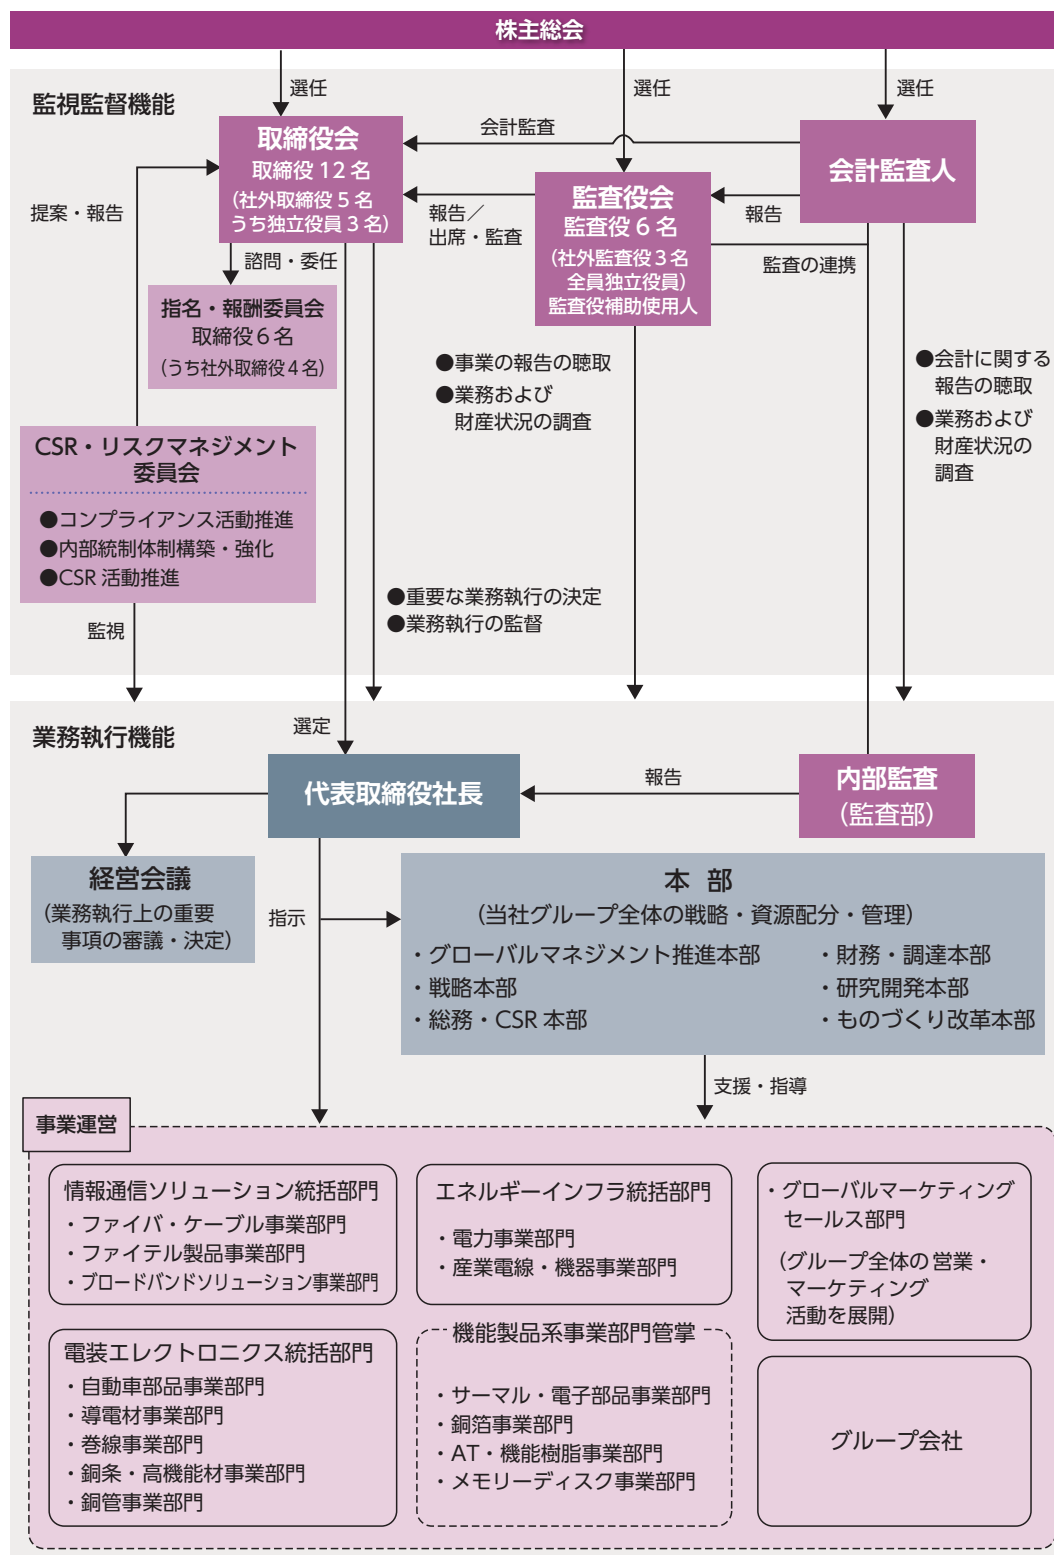 株主総会
選任
選任
選任
監視監督機能
取締役会
取締役 12 名
（社外取締役 5 名
うち独立役員 3 名）
会計監査
会計監査人
監査役会
監査役 6 名
（社外監査役 3 名
全員独立役員）
監査役補助使用人
報告／
出席・監査
報告
監査の連携
提案・報告
諮問・委任
指名・報酬委員会
取締役 6 名
（うち社外取締役 4 名）
●事業の報告の聴取
●業務および
財産状況の調査
●会計に関する
報告の聴取
●業務および
財産状況の
調査
CSR・リスクマネジメント
委員会
●コンプライアンス活動推進
●内部統制体制構築・強化
●CSR 活動推進
監視
●重要な業務執行の決定
●業務執行の監督
業務執行機能
選定
代表取締役社長
報告
内部監査
（監査部）
経営会議
（業務執行上の重要
事項の審議・決定）
指示
本 部
（当社グループ全体の戦略・資源配分・管理）
・グローバルマネジメント推進本部
・戦略本部
・総務・CSR 本部
・財務・調達本部
・研究開発本部
・ものづくり改革本部
支援・指導
事業運営
情報通信ソリューション統括部門
・ファイバ・ケーブル事業部門
・ファイテル製品事業部門
・ブロードバンドソリューション事業部門
エネルギーインフラ統括部門
・電力事業部門
・産業電線・機器事業部門
・グローバルマーケティング
セールス部門
（グループ全体の営業・
マーケティング
活動を展開）
電装エレクトロニクス統括部門
・自動車部品事業部門
・導電材事業部門
・巻線事業部門
・銅条・高機能材事業部門
・銅管事業部門
機能製品系事業部門管掌
・サーマル・電子部品事業部門
・銅箔事業部門
・AT・機能樹脂事業部門
・メモリーディスク事業部門
グループ会社